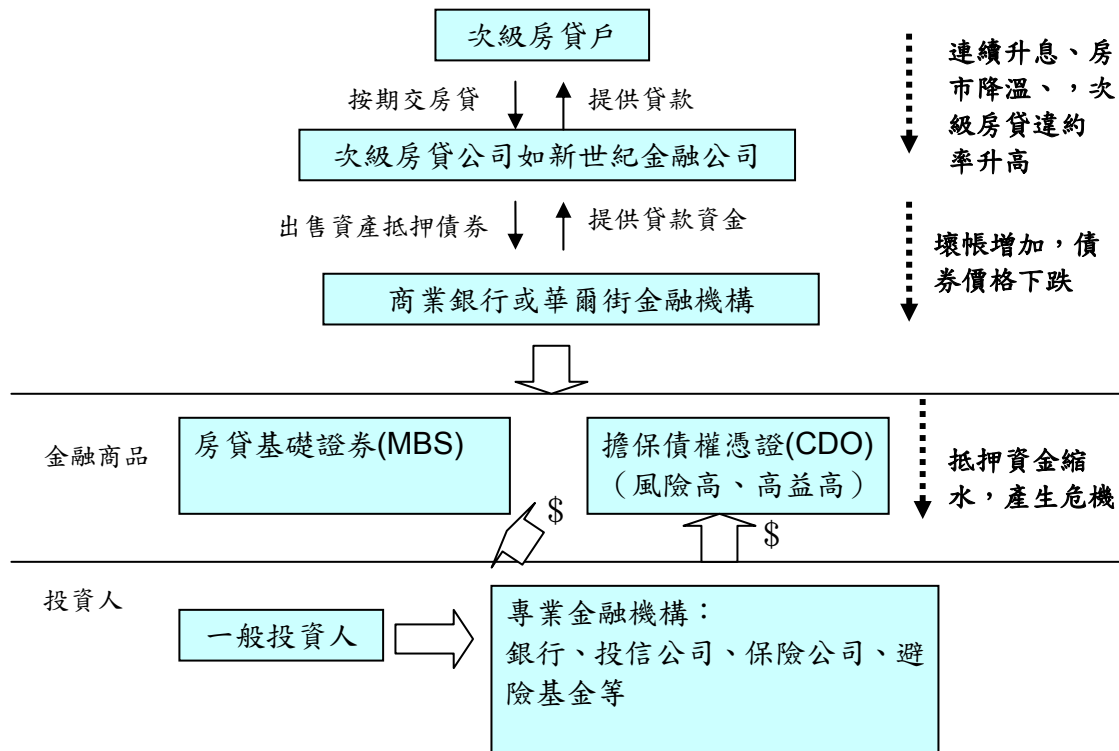 次級房貸戶
連續升息、房
市降溫、，次
級房貸違約
率升高
按期交房貸
提供貸款
次級房貸公司如新世紀金融公司
出售資產抵押債券
提供貸款資金
壞帳增加，債
券價格下跌
商業銀行或華爾街金融機構
金融商品
房貸基礎證券(MBS)
擔保債權憑證(CDO)
（風險高、高益高）
抵押資金縮
水，產生危機
$
$
投資人
一般投資人
專業金融機構：
銀行、投信公司、保險公司、避
險基金等